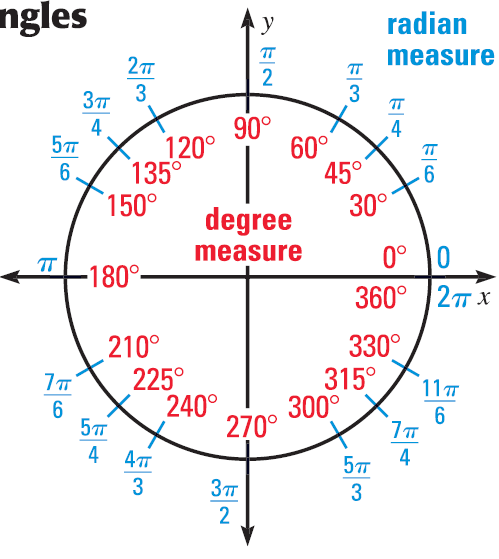 ngles
y
radian
measure
π/2
2π/3
π/3
3π/4
π/4
5π/6
π/6
90°
120°
60°
135°
45°
150°
30°
degree
measure
π
180°
0°
0
360°
2π
x
210°
330°
7π/6
225°
315°
11π/6
240°
300°
270°
5π/4
7π/4
4π/3
5π/3
3π/2